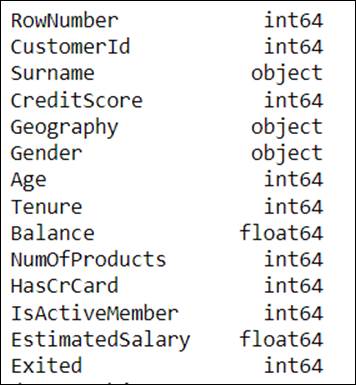 RowNumber int64
CustomerId int64
Surname object
CreditScore int64
Geography object
Gender object
Age int64
Tenure int64
Balance float64
NumOfProducts int64
HasCrCard int64
IsActiveMember int64
EstimatedSalary float64
Exited int64